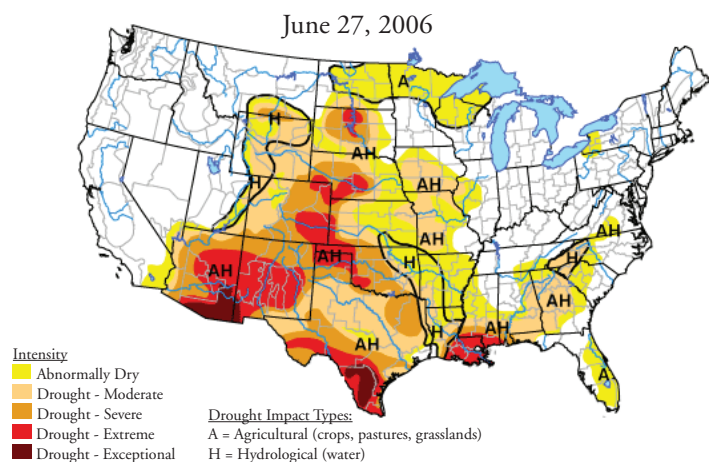 June 27, 2006
A
H
AH
H
AH
AH
AH
H
H
AH
AH
AH
AH
AH
H
AH
A
Intensity
Abnormally Dry
Drought - Moderate
Drought - Severe
Drought - Extreme
Drought - Exceptional
Drought Impact Types:
A = Agricultural (crops, pastures, grasslands)
H = Hydrological (water)